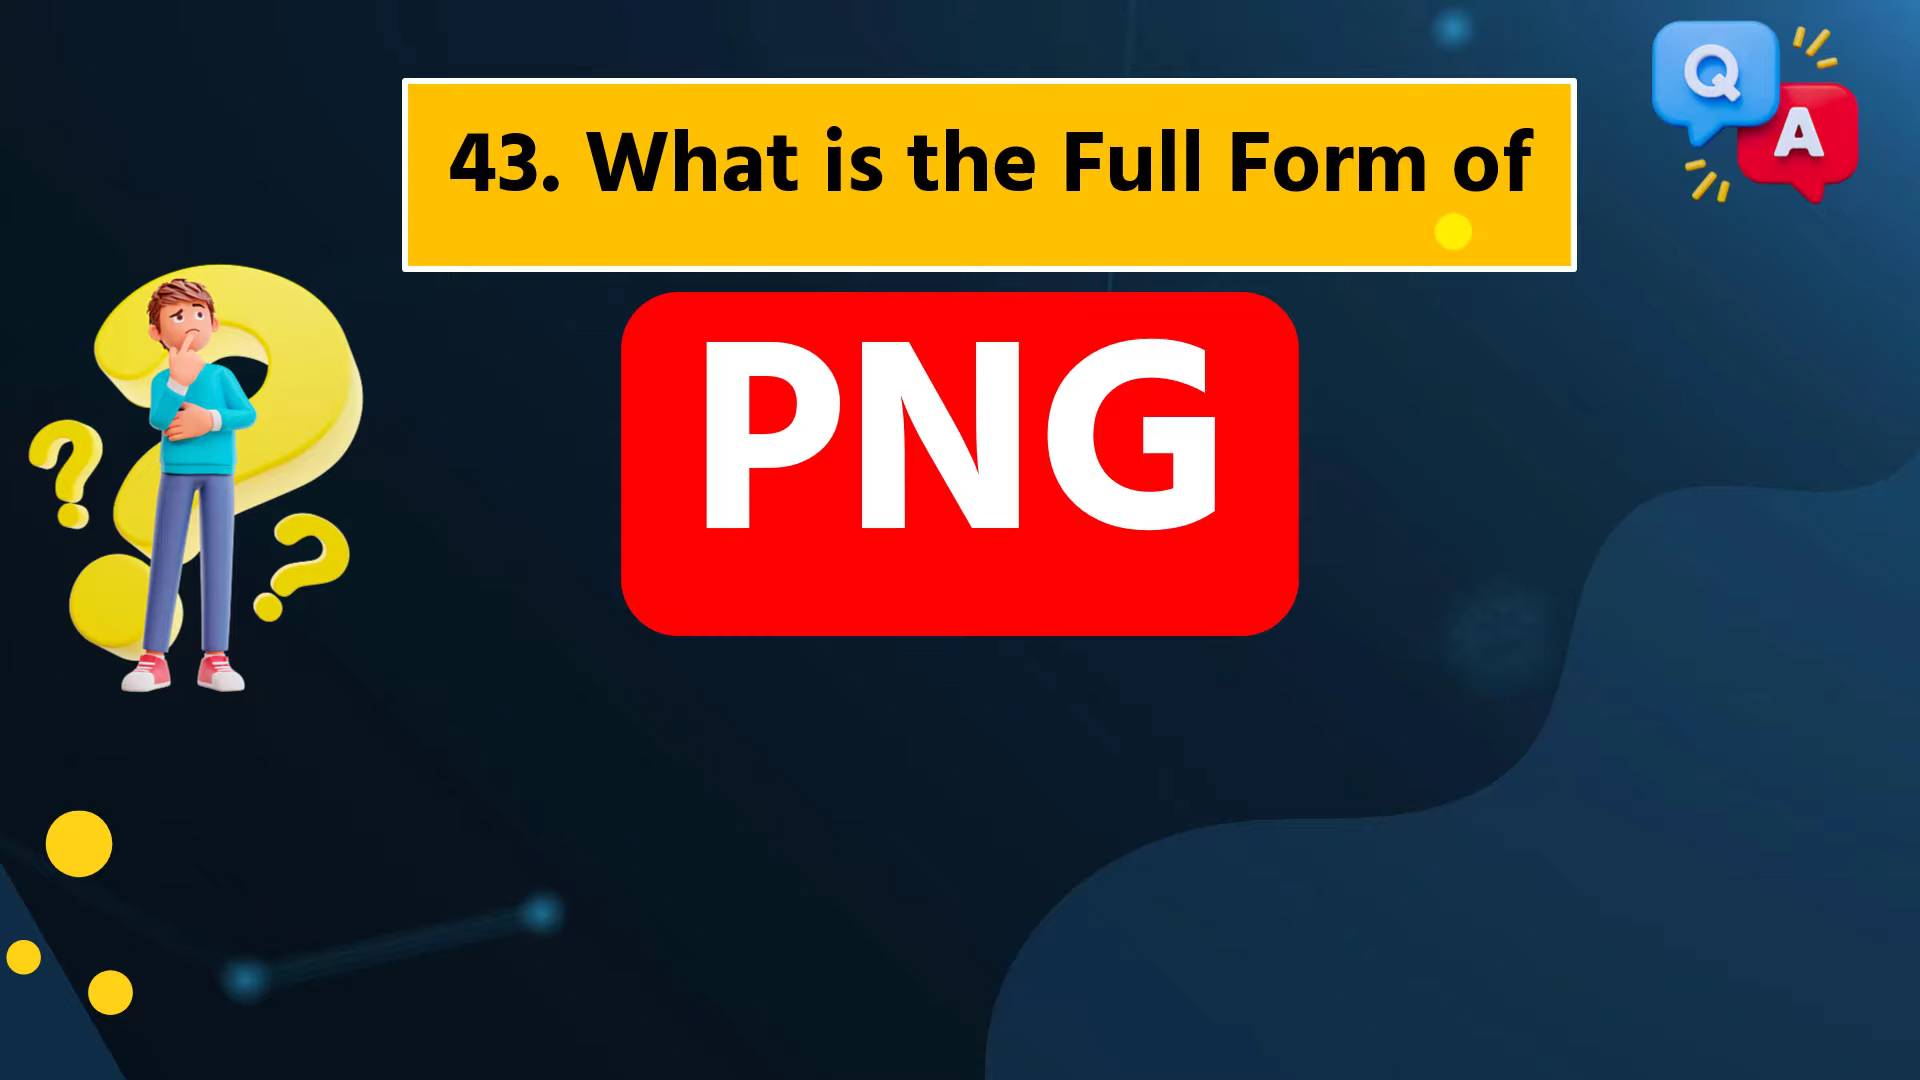 43. What is the Full Form of
PNG
Q
A